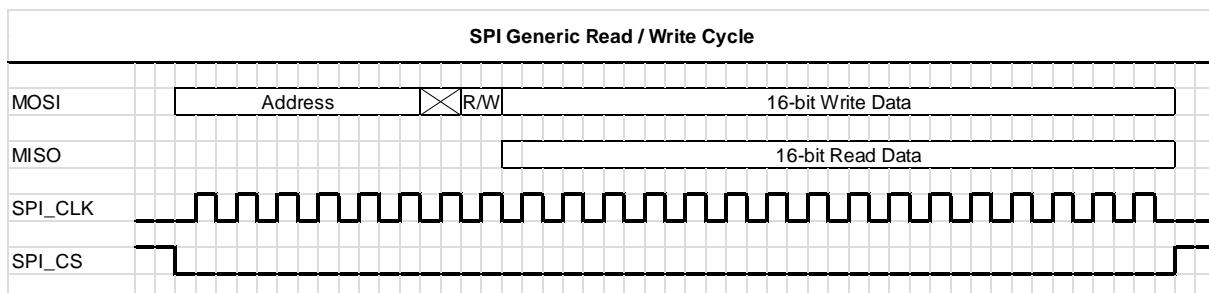 SPI Generic Read / Write Cycle
MOSI Address R/W 16-bit Write Data
MISO 16-bit Read Data
SPI_CLK
SPI_CS